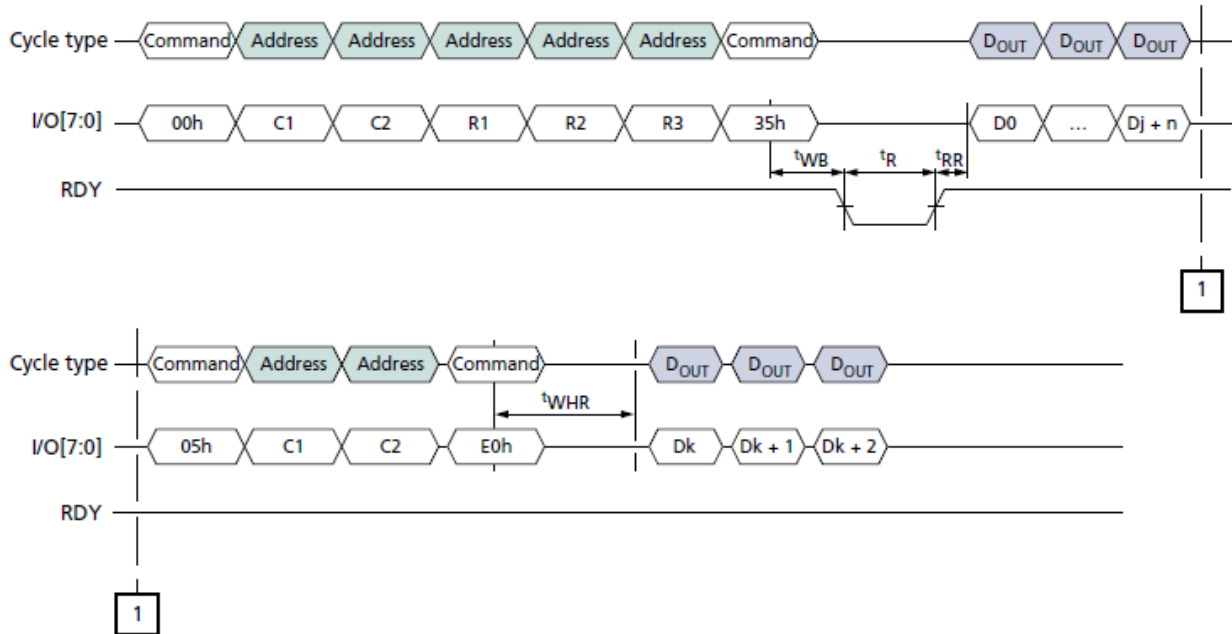 Cycle type Command Address Address Address Address Address Command DOUT DOUT DOUT
I/O[7:0] 00h C1 C2 R1 R2 R3 35h D0 ... Dj + n
tWB tR tRR
RDY
1
Cycle type Command Address Address Command DOUT DOUT DOUT
tWHR
I/O[7:0] 05h C1 C2 E0h Dk Dk + 1 Dk + 2
RDY
1